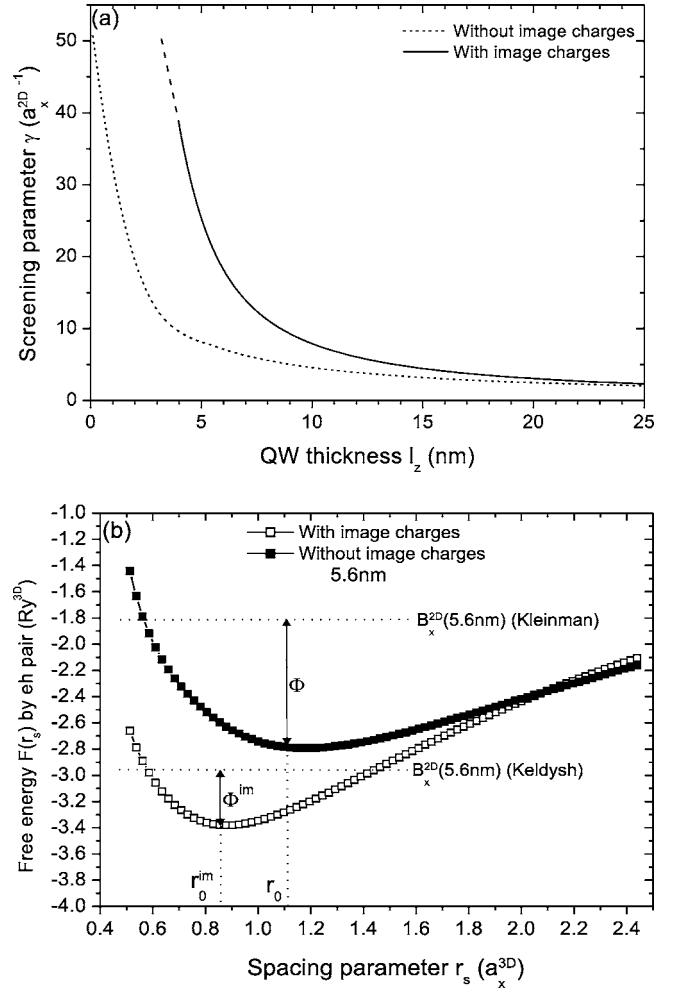 (a)
Without image charges
With image charges
Screening parameter γ (a_x^{2D -1})
50
40
30
20
10
0
0 5 10 15 20 25
QW thickness l_z (nm)
(b)
With image charges
Without image charges
5.6nm
Free energy F(r_s) by eh pair (Ry^{3D})
-1.0
-1.2
-1.4
-1.6
-1.8
-2.0
-2.2
-2.4
-2.6
-2.8
-3.0
-3.2
-3.4
-3.6
-3.8
-4.0
B_x^{2D}(5.6nm) (Kleinman)
Φ
B_x^{2D}(5.6nm) (Keldysh)
Φ^{im}
r_0^{im} r_0
0.4 0.6 0.8 1.0 1.2 1.4 1.6 1.8 2.0 2.2 2.4
Spacing parameter r_s (a_x^{3D})